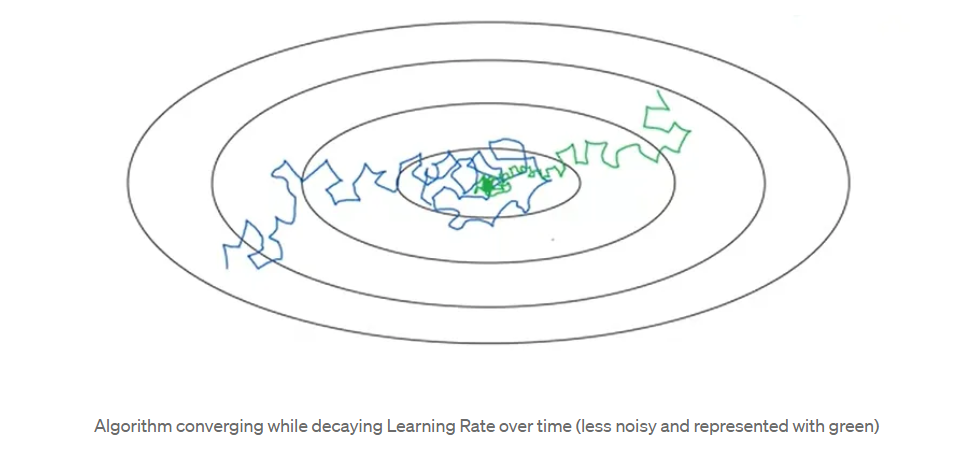 Algorithm converging while decaying Learning Rate over time (less noisy and represented with green)